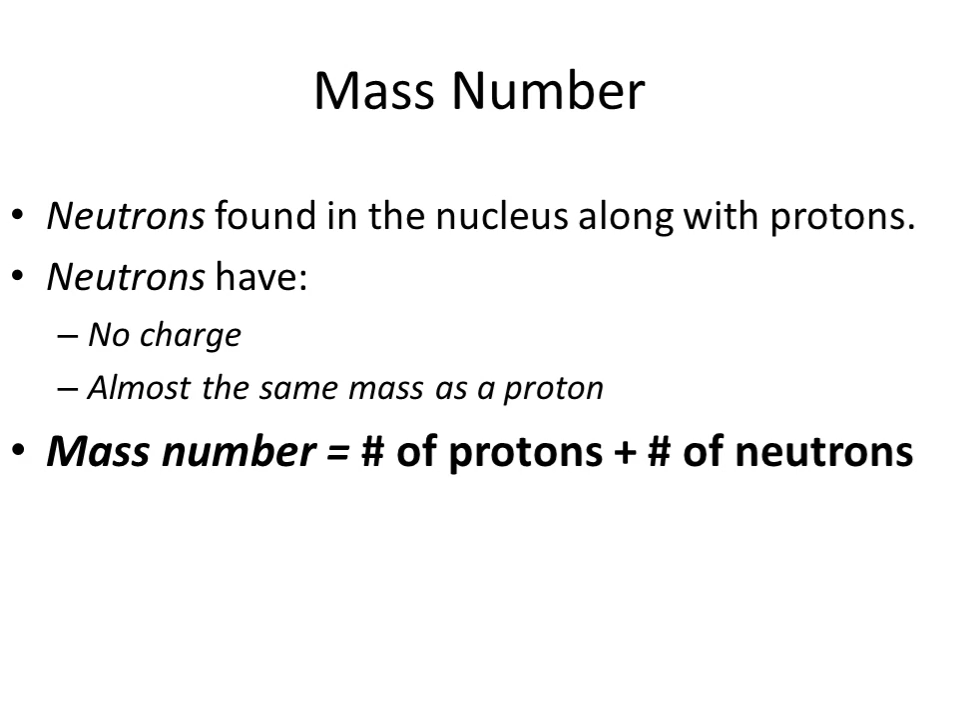 Mass Number
• Neutrons found in the nucleus along with protons.
• Neutrons have:
– No charge
– Almost the same mass as a proton
• Mass number = # of protons + # of neutrons